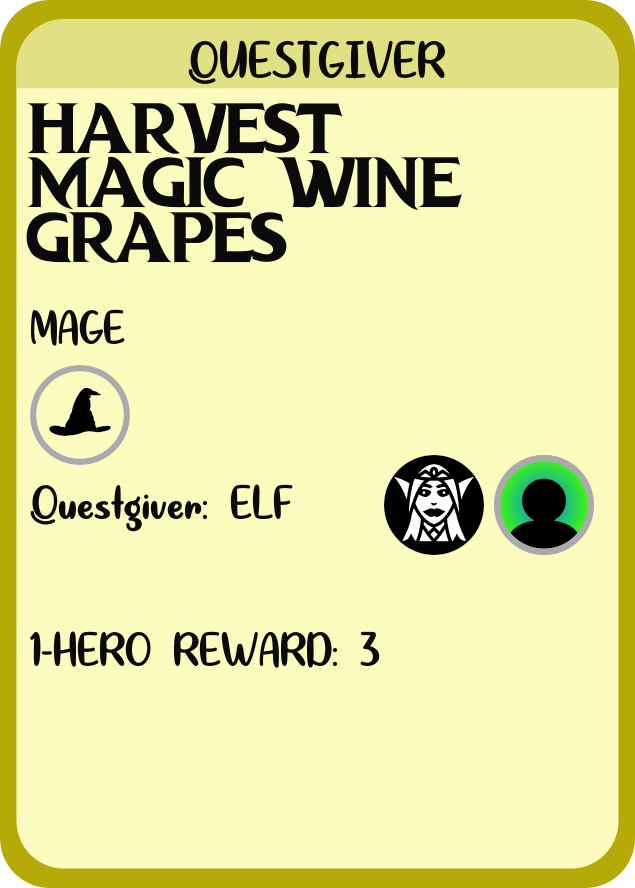 QUESTGIVER
HARVEST
MAGIC WINE
GRAPES
MAGE
Questgiver: ELF
1-HERO REWARD: 3